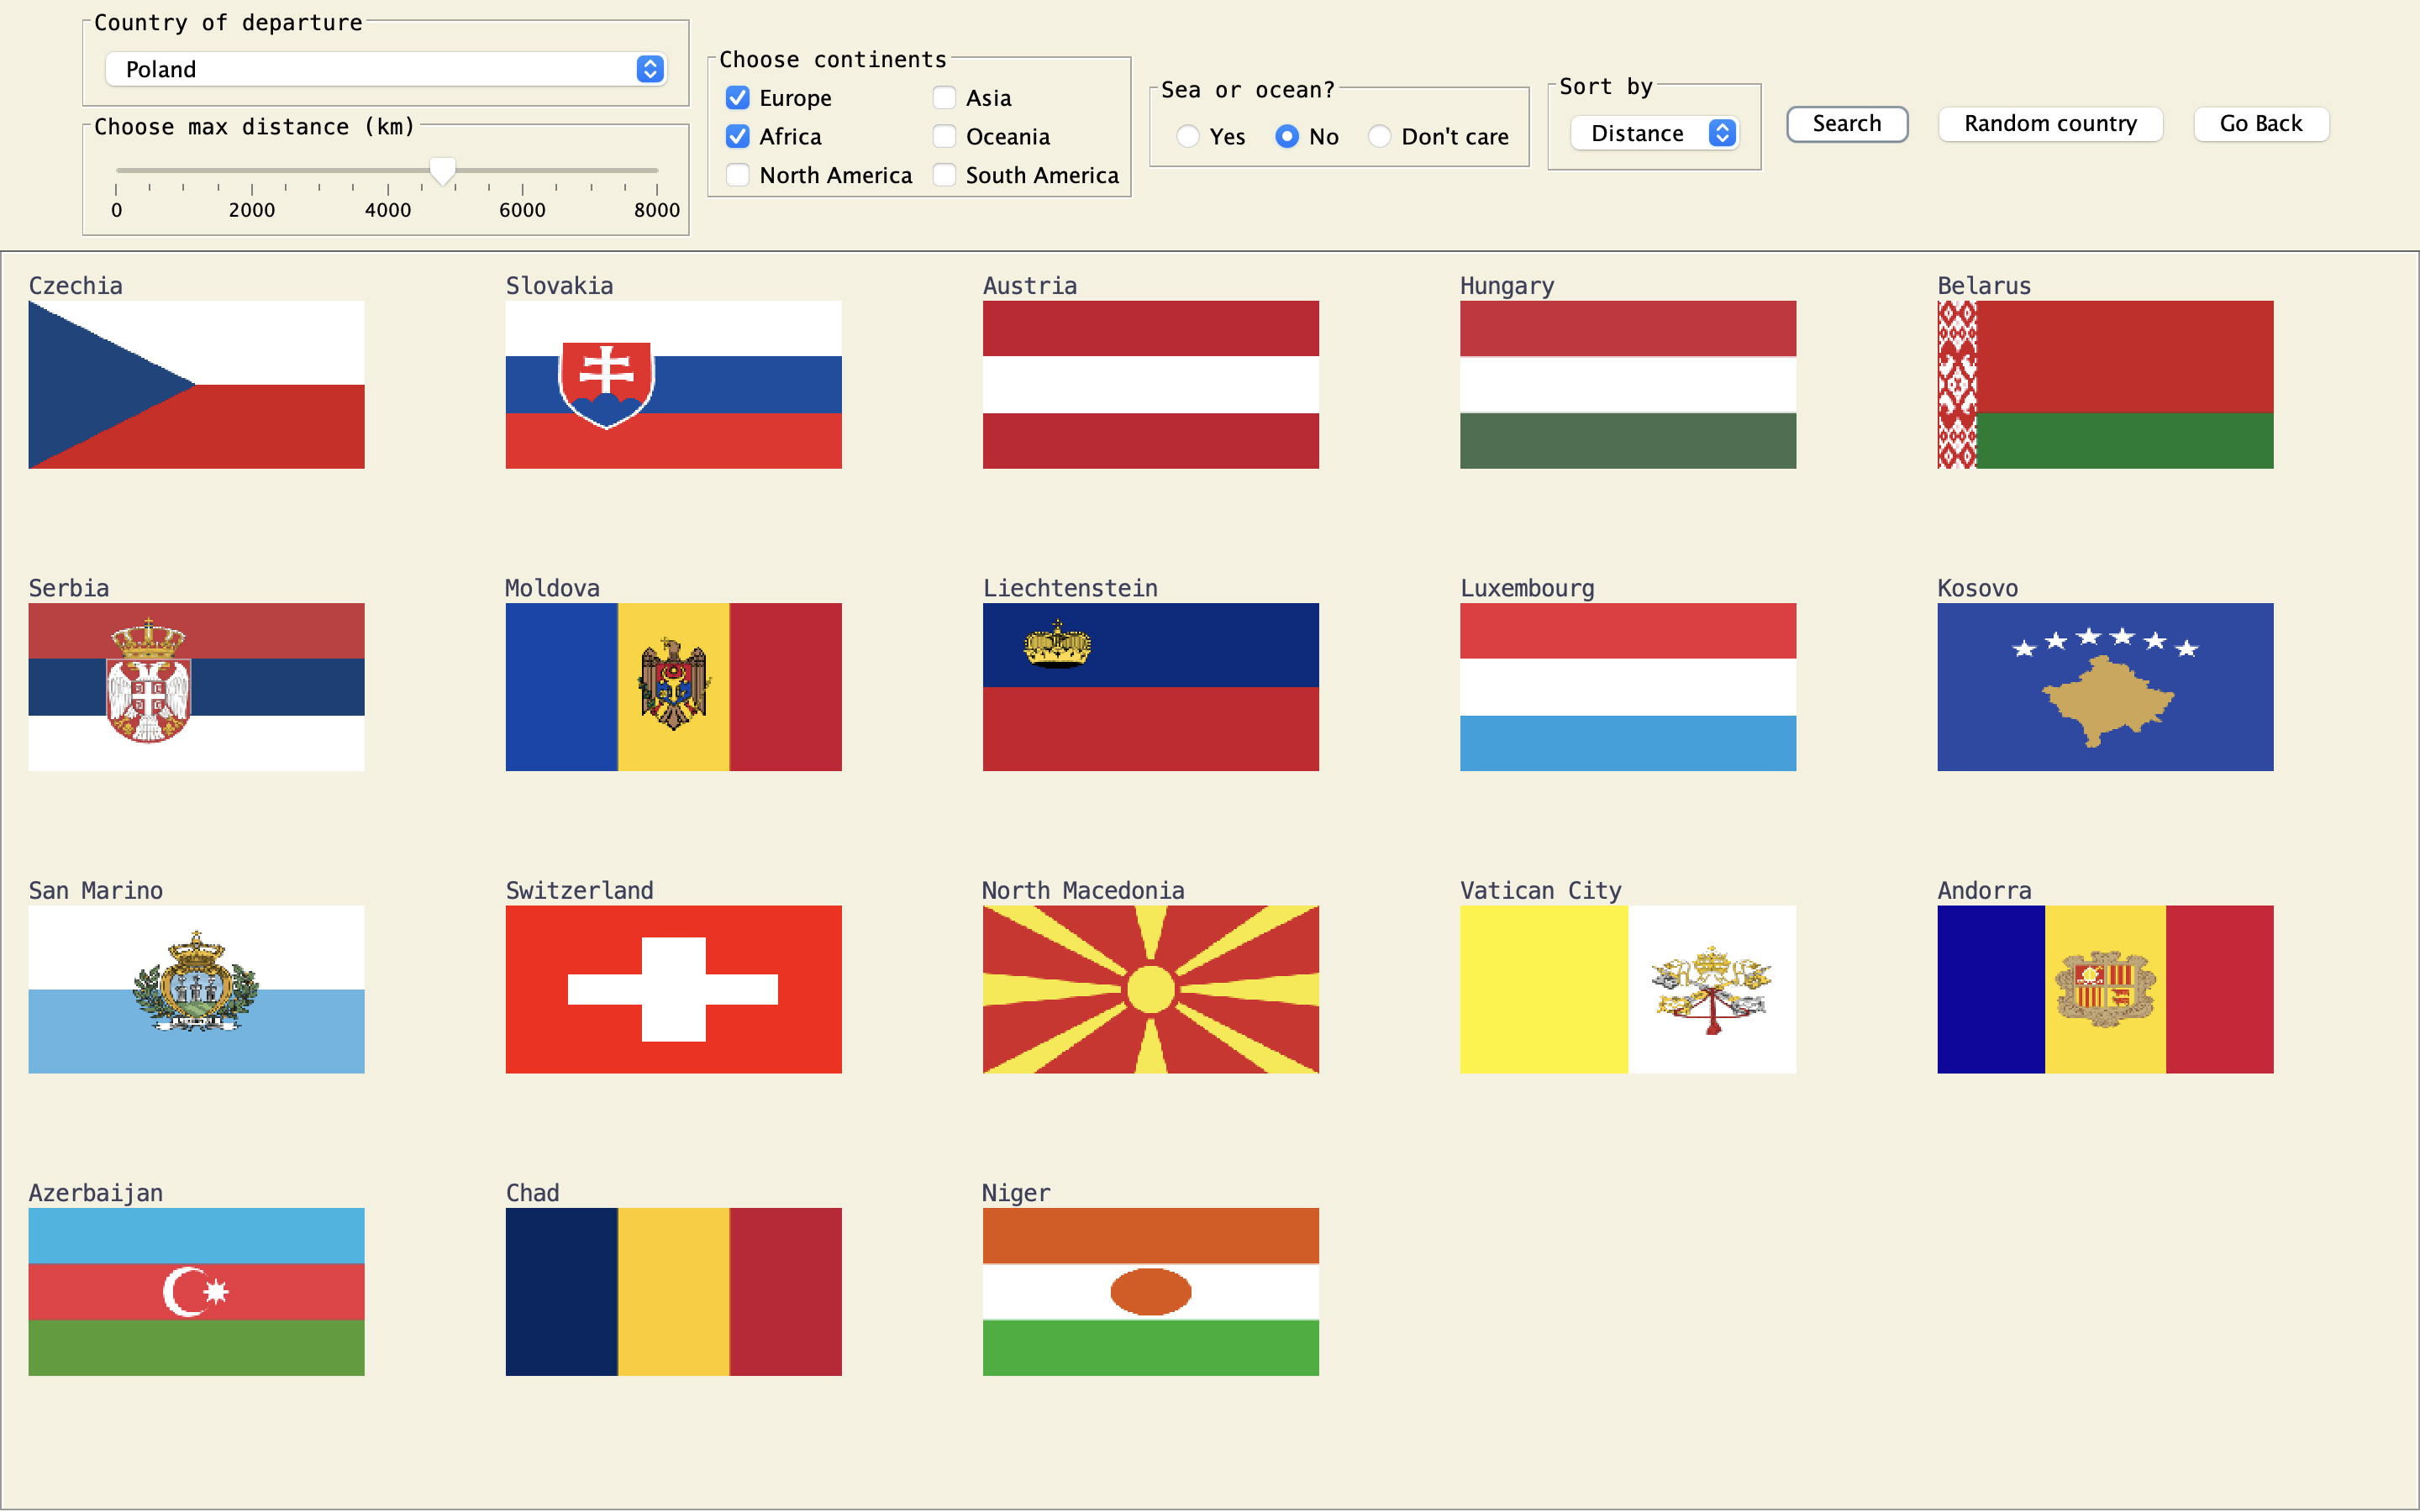 Country of departure
Poland
Choose max distance (km)
0 2000 4000 6000 8000
Choose continents
Europe Asia
Africa Oceania
North America South America
Sea or ocean?
Yes No Don't care
Sort by
Distance
Search Random country Go Back
Czechia Slovakia Austria Hungary Belarus
Serbia Moldova Liechtenstein Luxembourg Kosovo
San Marino Switzerland North Macedonia Vatican City Andorra
Azerbaijan Chad Niger